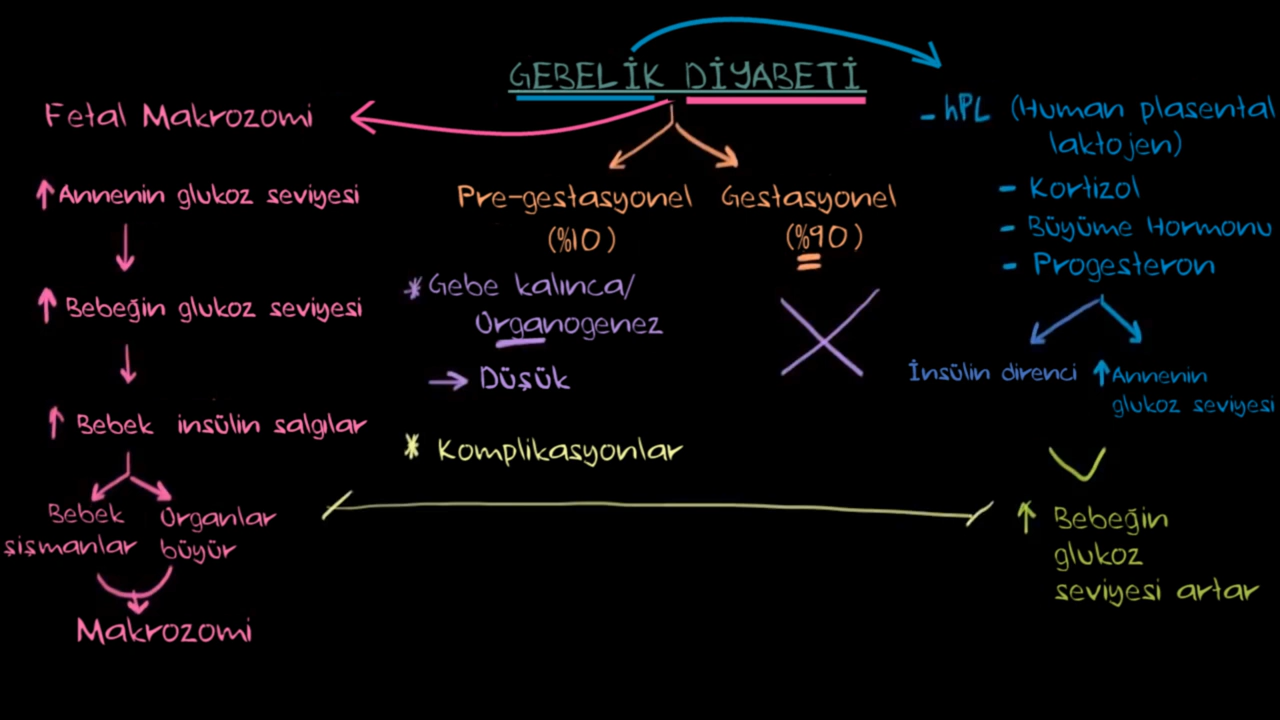 GEBELİK DİYABETİ
Fetal Makrozomi
↑ Annenin glukoz seviyesi
↑ Bebeğin glukoz seviyesi
↑ Bebek insülin salgılar
Bebek
şişmanlar
Organlar
büyür
Makrozomi
Pre-gestasyonel
(%10)
Gestasyonel
(%90)
* Gebe kalınca/
Organogenez
→ Düşük
* Komplikasyonlar
- hPL (Human plasental
laktojen)
- Kortizol
- Büyüme Hormonu
- Progesteron
İnsülin direnci
↑ Annenin
glukoz seviyesi
↑ Bebeğin
glukoz
seviyesi artar